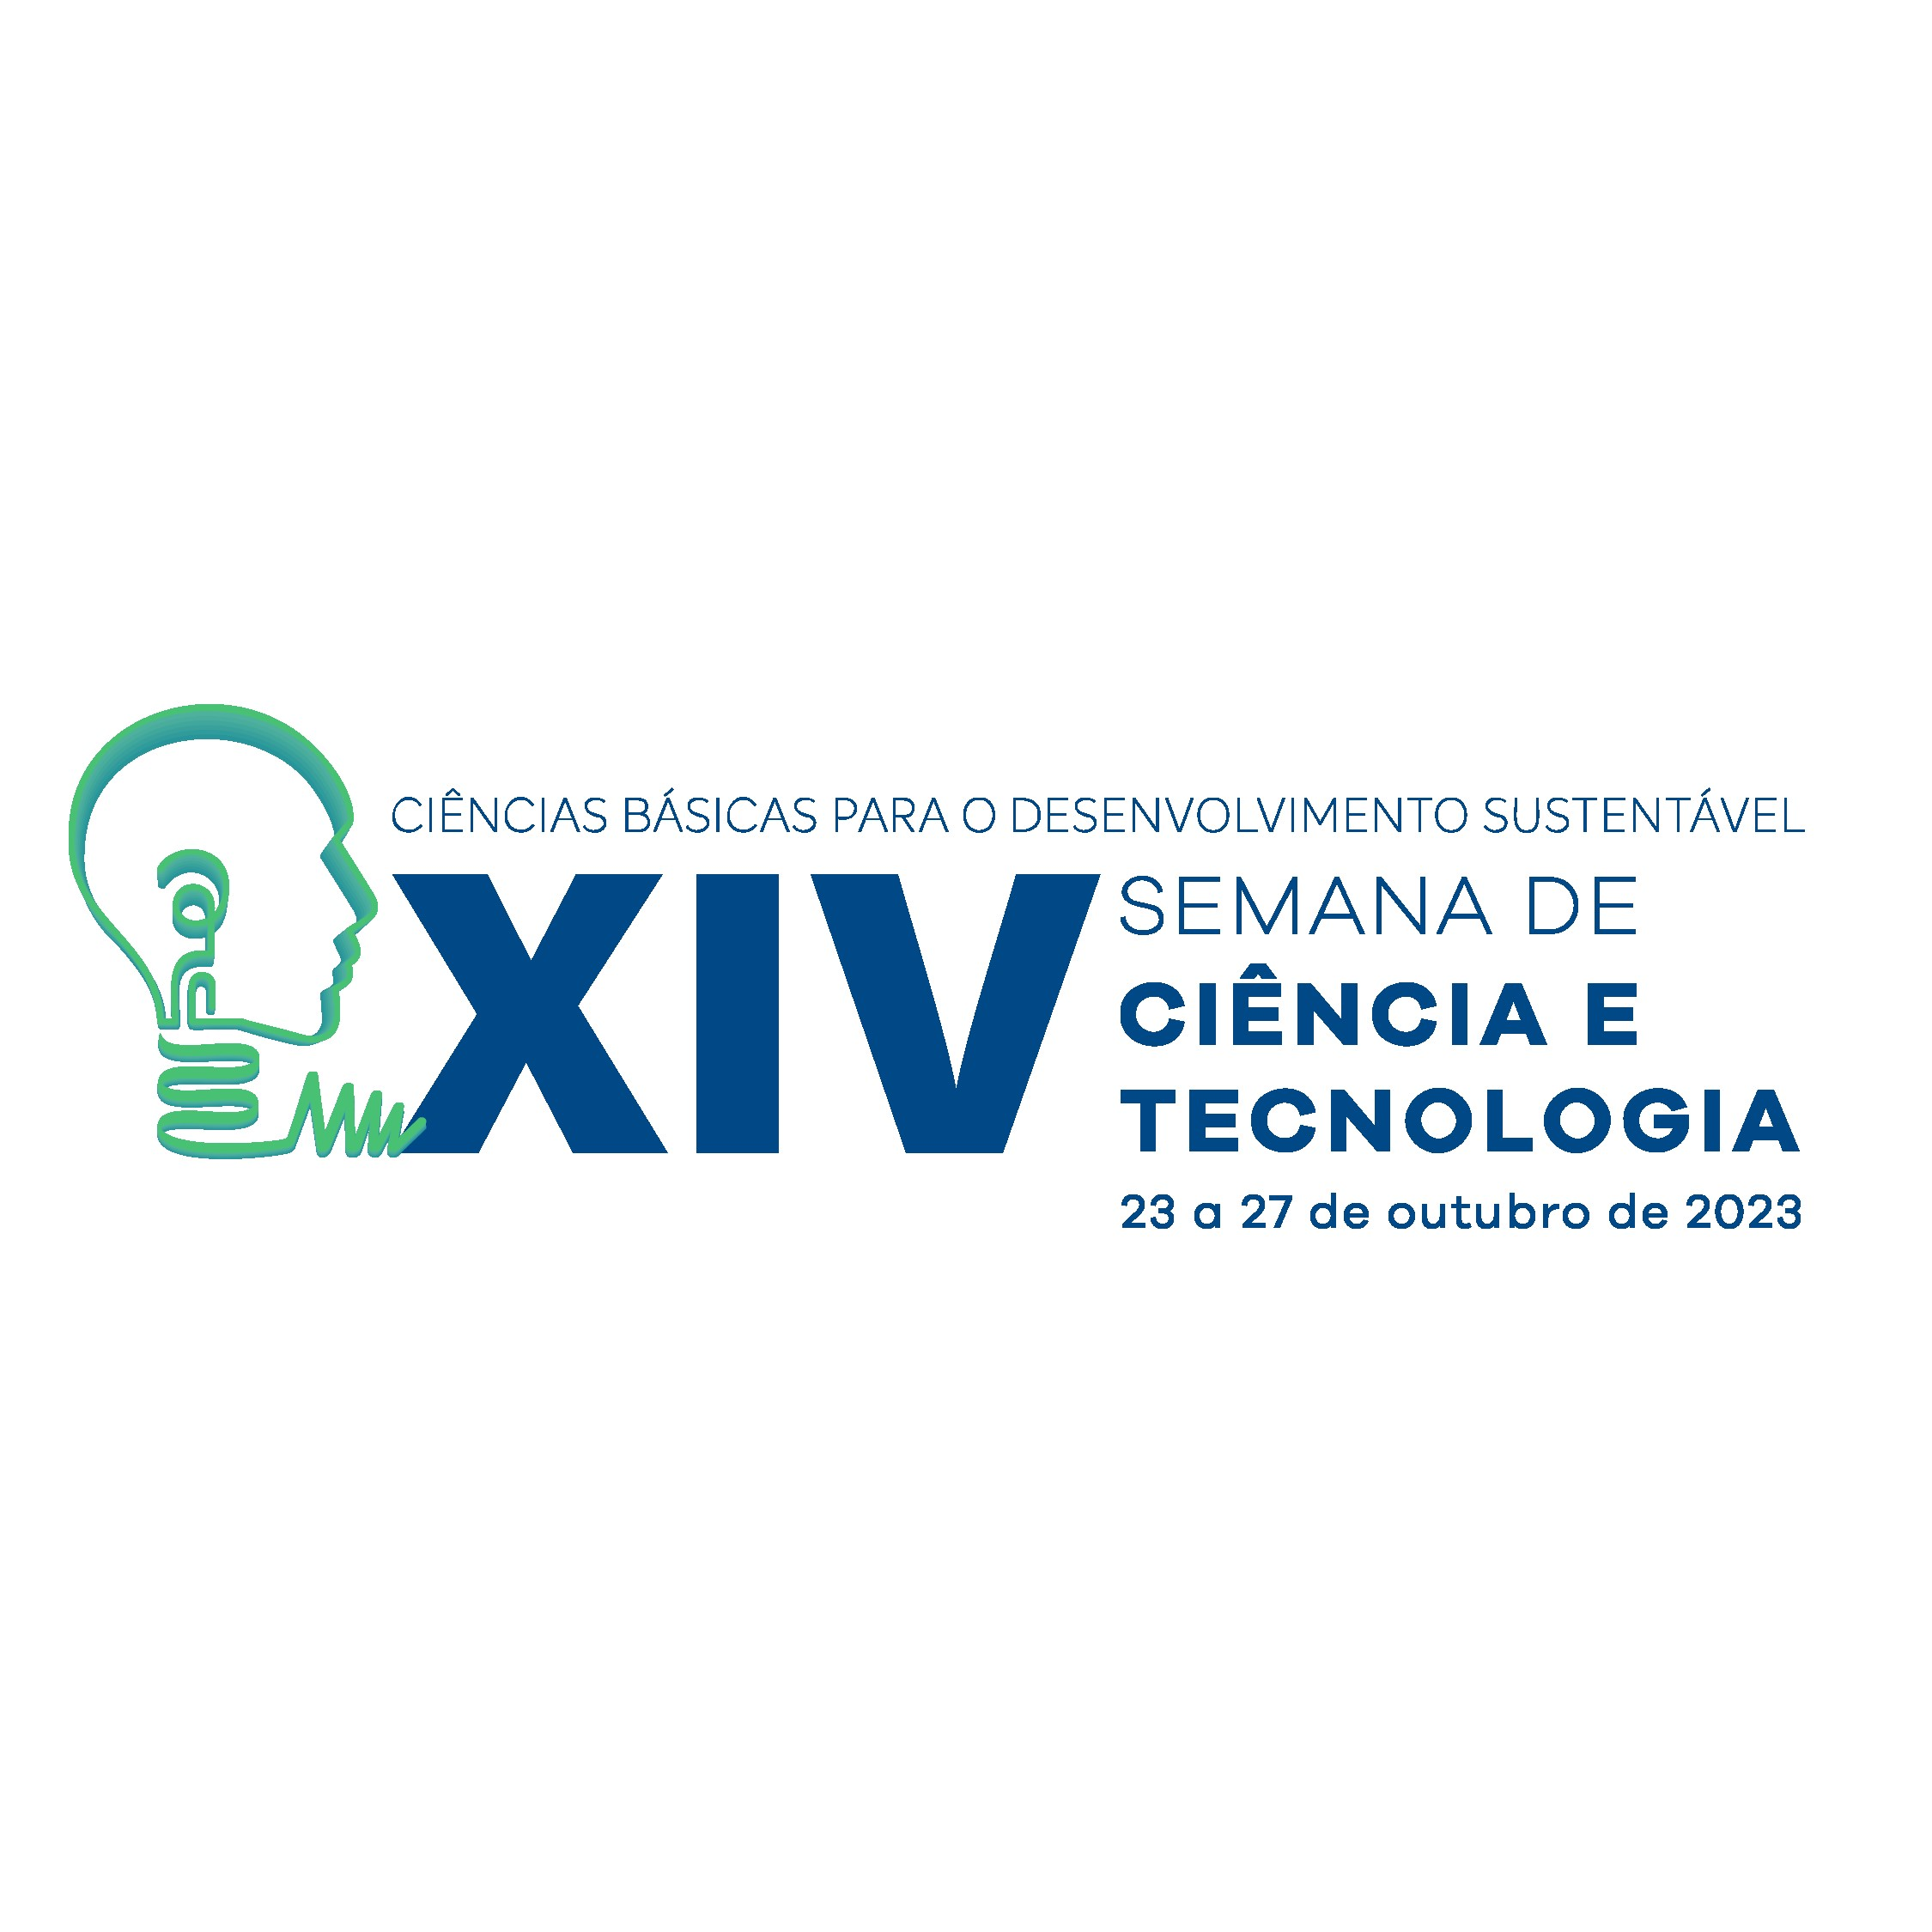 CIÊNCIAS BÁSICAS PARA O DESENVOLVIMENTO SUSTENTÁVEL
XIV
SEMANA DE
CIÊNCIA E
TECNOLOGIA
23 a 27 de outubro de 2023